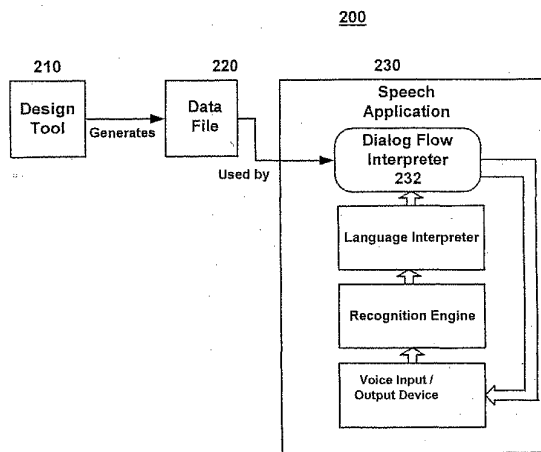 200
210
220
230
Design
Tool
Generates
Data
File
Used by
Speech
Application
Dialog Flow
Interpreter
232
Language Interpreter
Recognition Engine
Voice Input /
Output Device